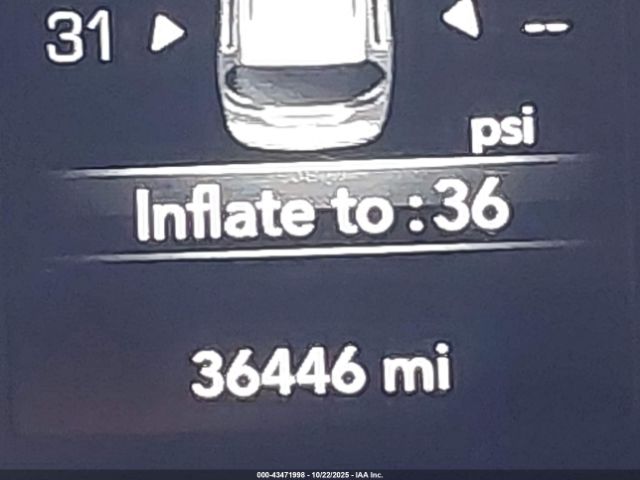 31 --
psi
Inflate to : 36
36446 mi
000-43471998 - 10/22/2025 - IAA Inc.